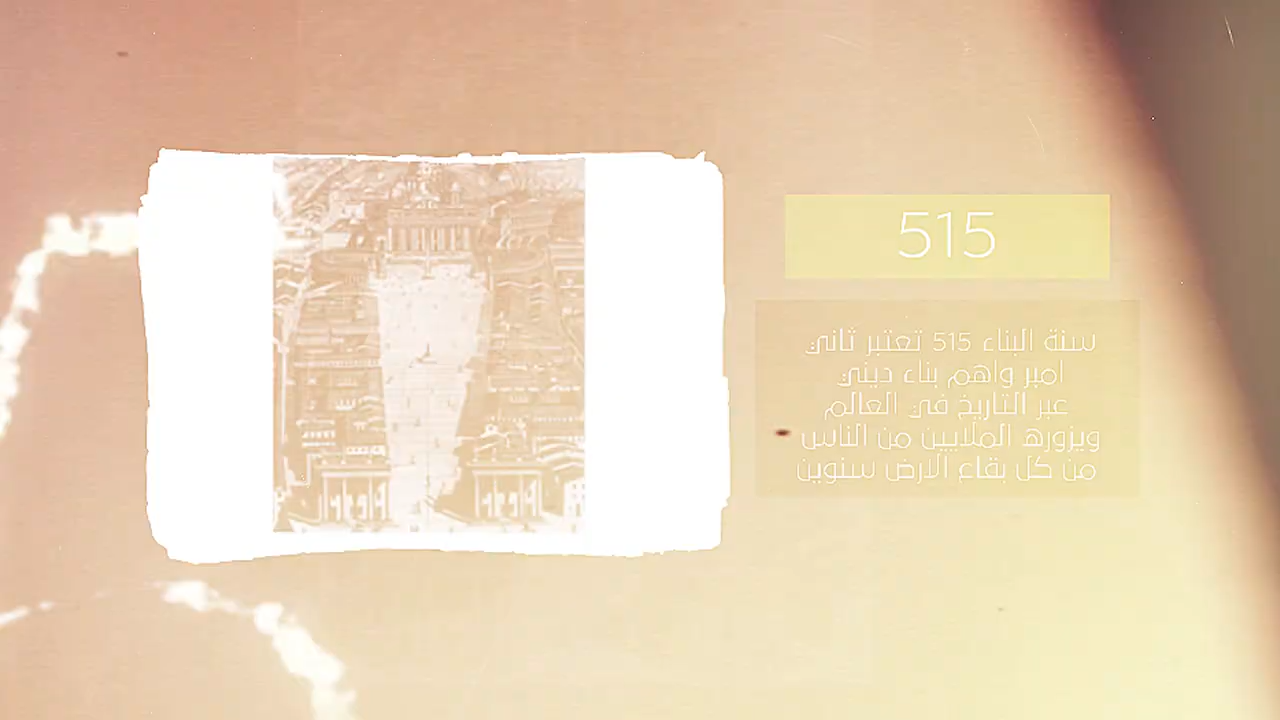 515
سنة البناء 515 تعتبر ثاني
امبر واهم بناء ديني
عبر التاريخ في العالم
ويزوره الملايين من الناس
من كل بقاع الارض سنوين